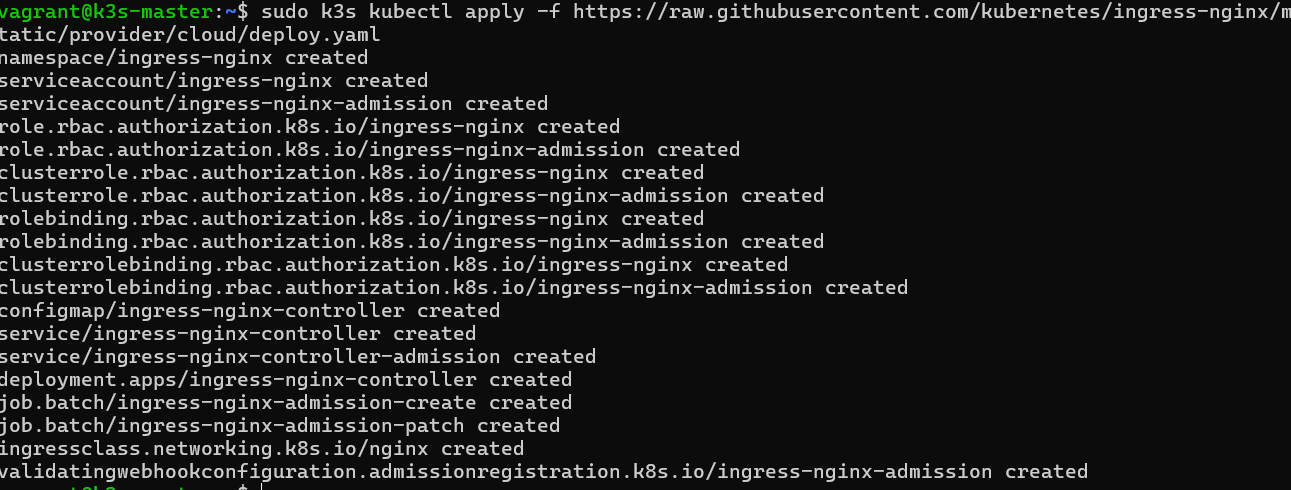 vagrant@k3s-master:~$ sudo k3s kubectl apply -f https://raw.githubusercontent.com/kubernetes/ingress-nginx/m
tatic/provider/cloud/deploy.yaml
namespace/ingress-nginx created
serviceaccount/ingress-nginx created
serviceaccount/ingress-nginx-admission created
role.rbac.authorization.k8s.io/ingress-nginx created
role.rbac.authorization.k8s.io/ingress-nginx-admission created
clusterrole.rbac.authorization.k8s.io/ingress-nginx created
clusterrole.rbac.authorization.k8s.io/ingress-nginx-admission created
rolebinding.rbac.authorization.k8s.io/ingress-nginx created
rolebinding.rbac.authorization.k8s.io/ingress-nginx-admission created
clusterrolebinding.rbac.authorization.k8s.io/ingress-nginx created
clusterrolebinding.rbac.authorization.k8s.io/ingress-nginx-admission created
configmap/ingress-nginx-controller created
service/ingress-nginx-controller created
service/ingress-nginx-controller-admission created
deployment.apps/ingress-nginx-controller created
job.batch/ingress-nginx-admission-create created
job.batch/ingress-nginx-admission-patch created
ingressclass.networking.k8s.io/nginx created
validatingwebhookconfiguration.admissionregistration.k8s.io/ingress-nginx-admission created